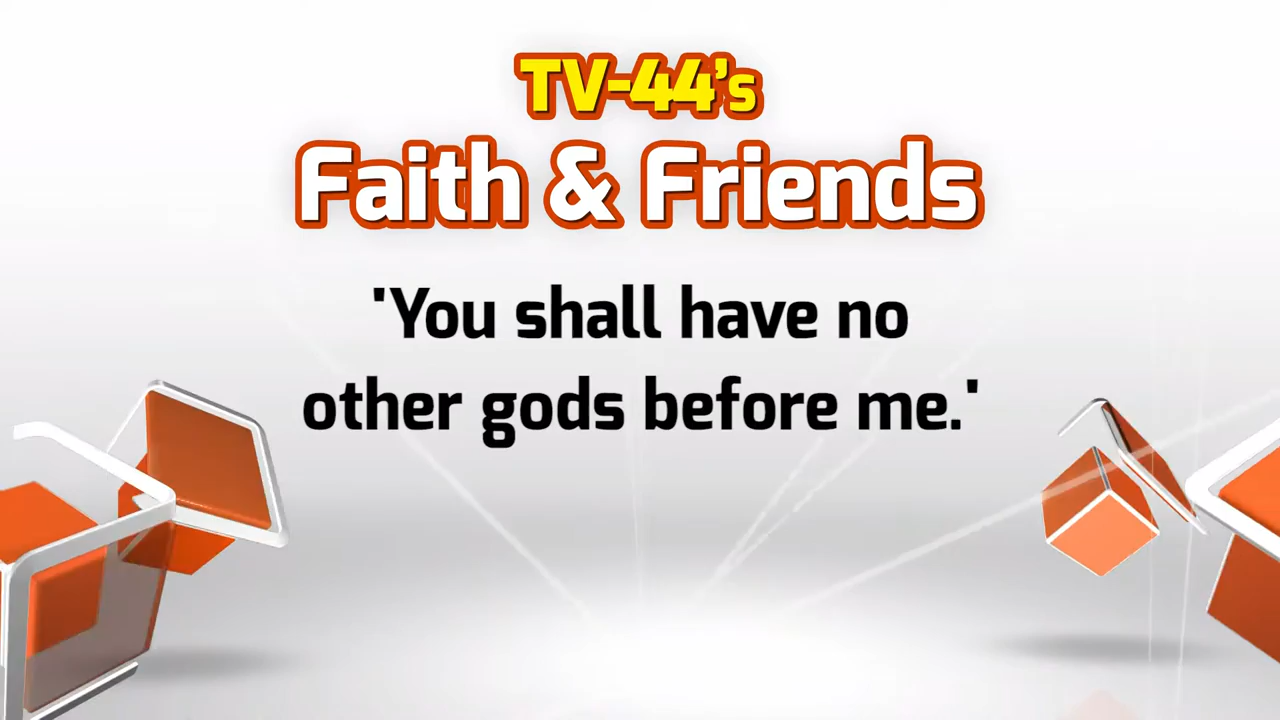 TV-44's
Faith & Friends
'You shall have no
other gods before me.'